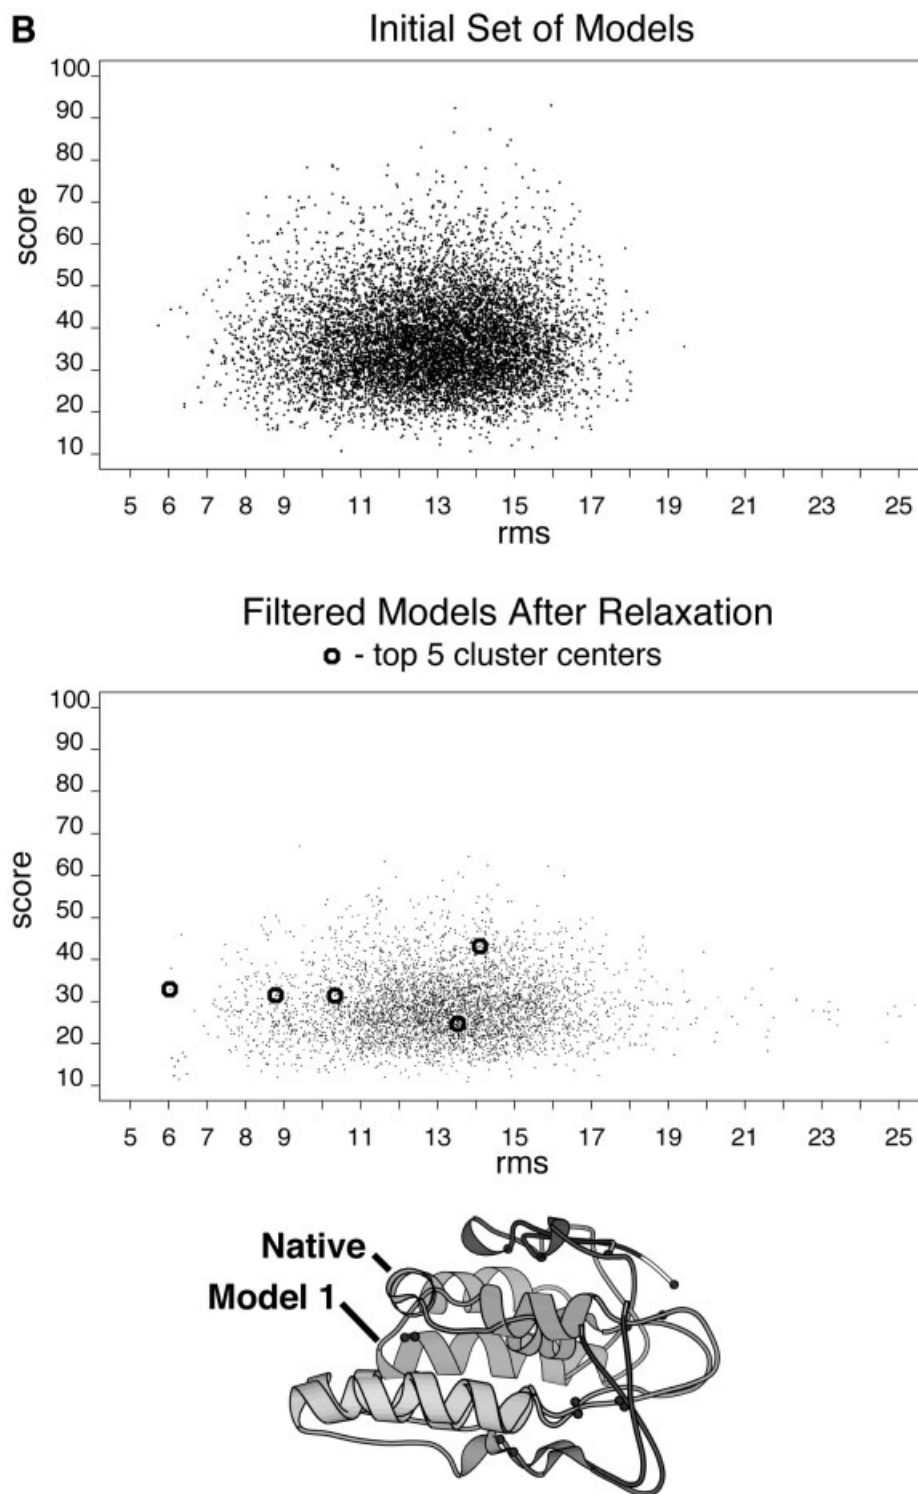 B
Initial Set of Models
100
90
80
70
60
50
40
30
20
10
score
5 6 7 8 9 11 13 15 17 19 21 23 25
rms
Filtered Models After Relaxation
- top 5 cluster centers
100
90
80
70
60
50
40
30
20
10
score
5 6 7 8 9 11 13 15 17 19 21 23 25
rms
Native
Model 1